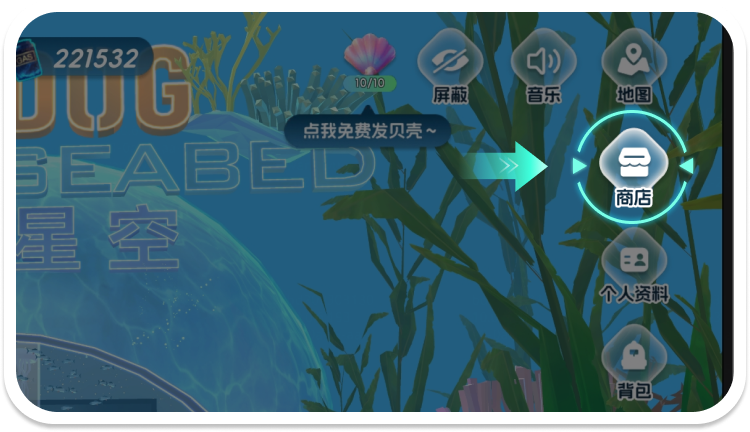 221532
10/10
屏蔽
音乐
地图
点我免费发贝壳~
DOG
SEABED
星空
商店
个人资料
背包